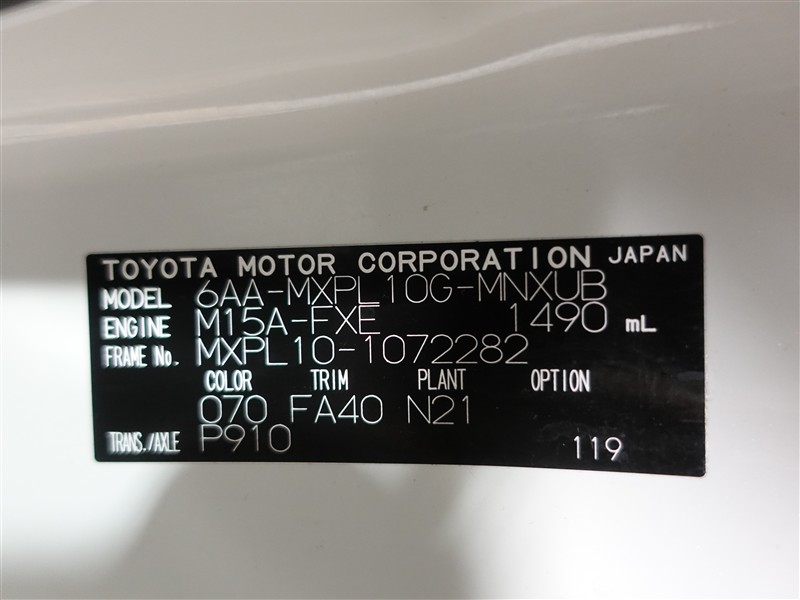 TOYOTA MOTOR CORPORATION JAPAN
MODEL 6AA-MXPL10G-MNXUB
ENGINE M15A-FXE 1490 mL
FRAME No. MXPL10-1072282
COLOR TRIM PLANT OPTION
070 FA40 N21
TRANS./AXLE P910
119